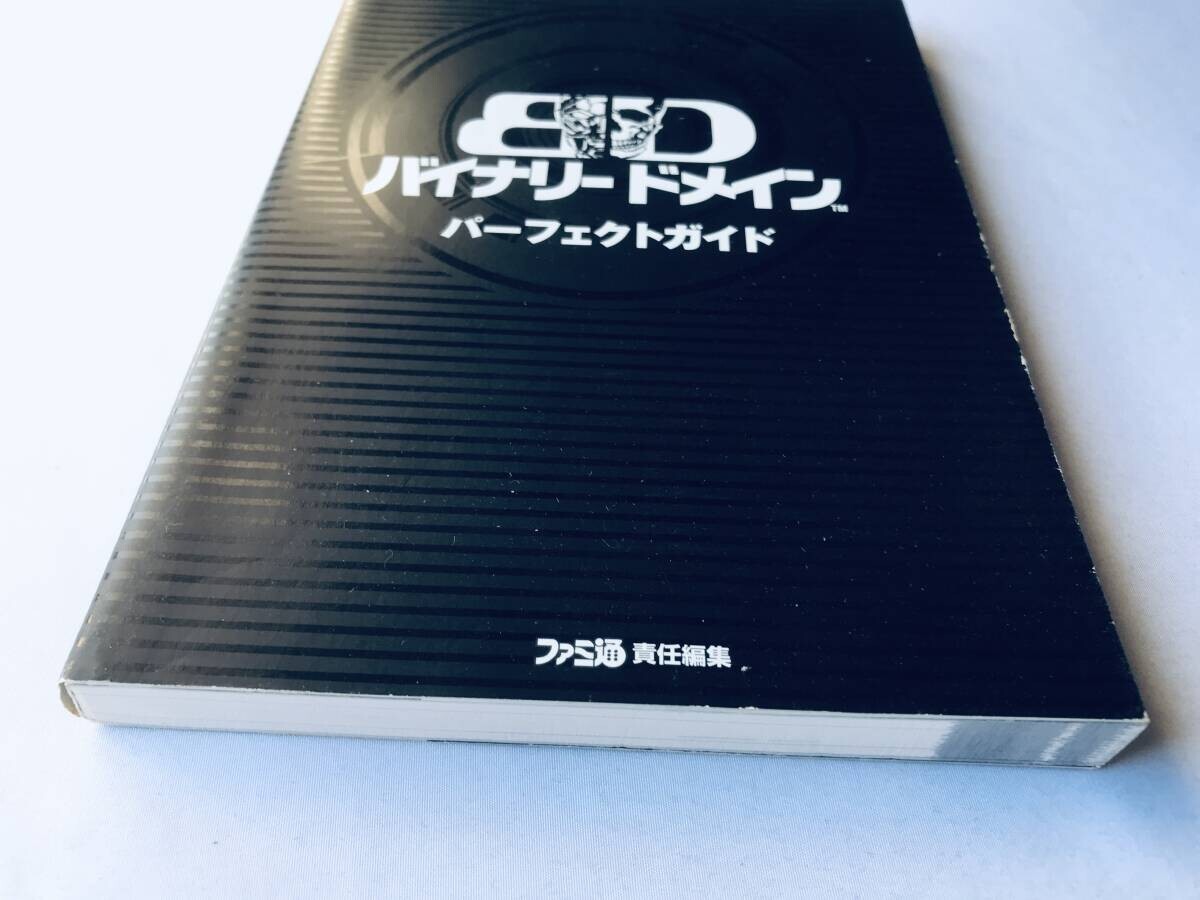 BD
バイナリー ドメイン™
パーフェクトガイド
ファミ通 責任編集